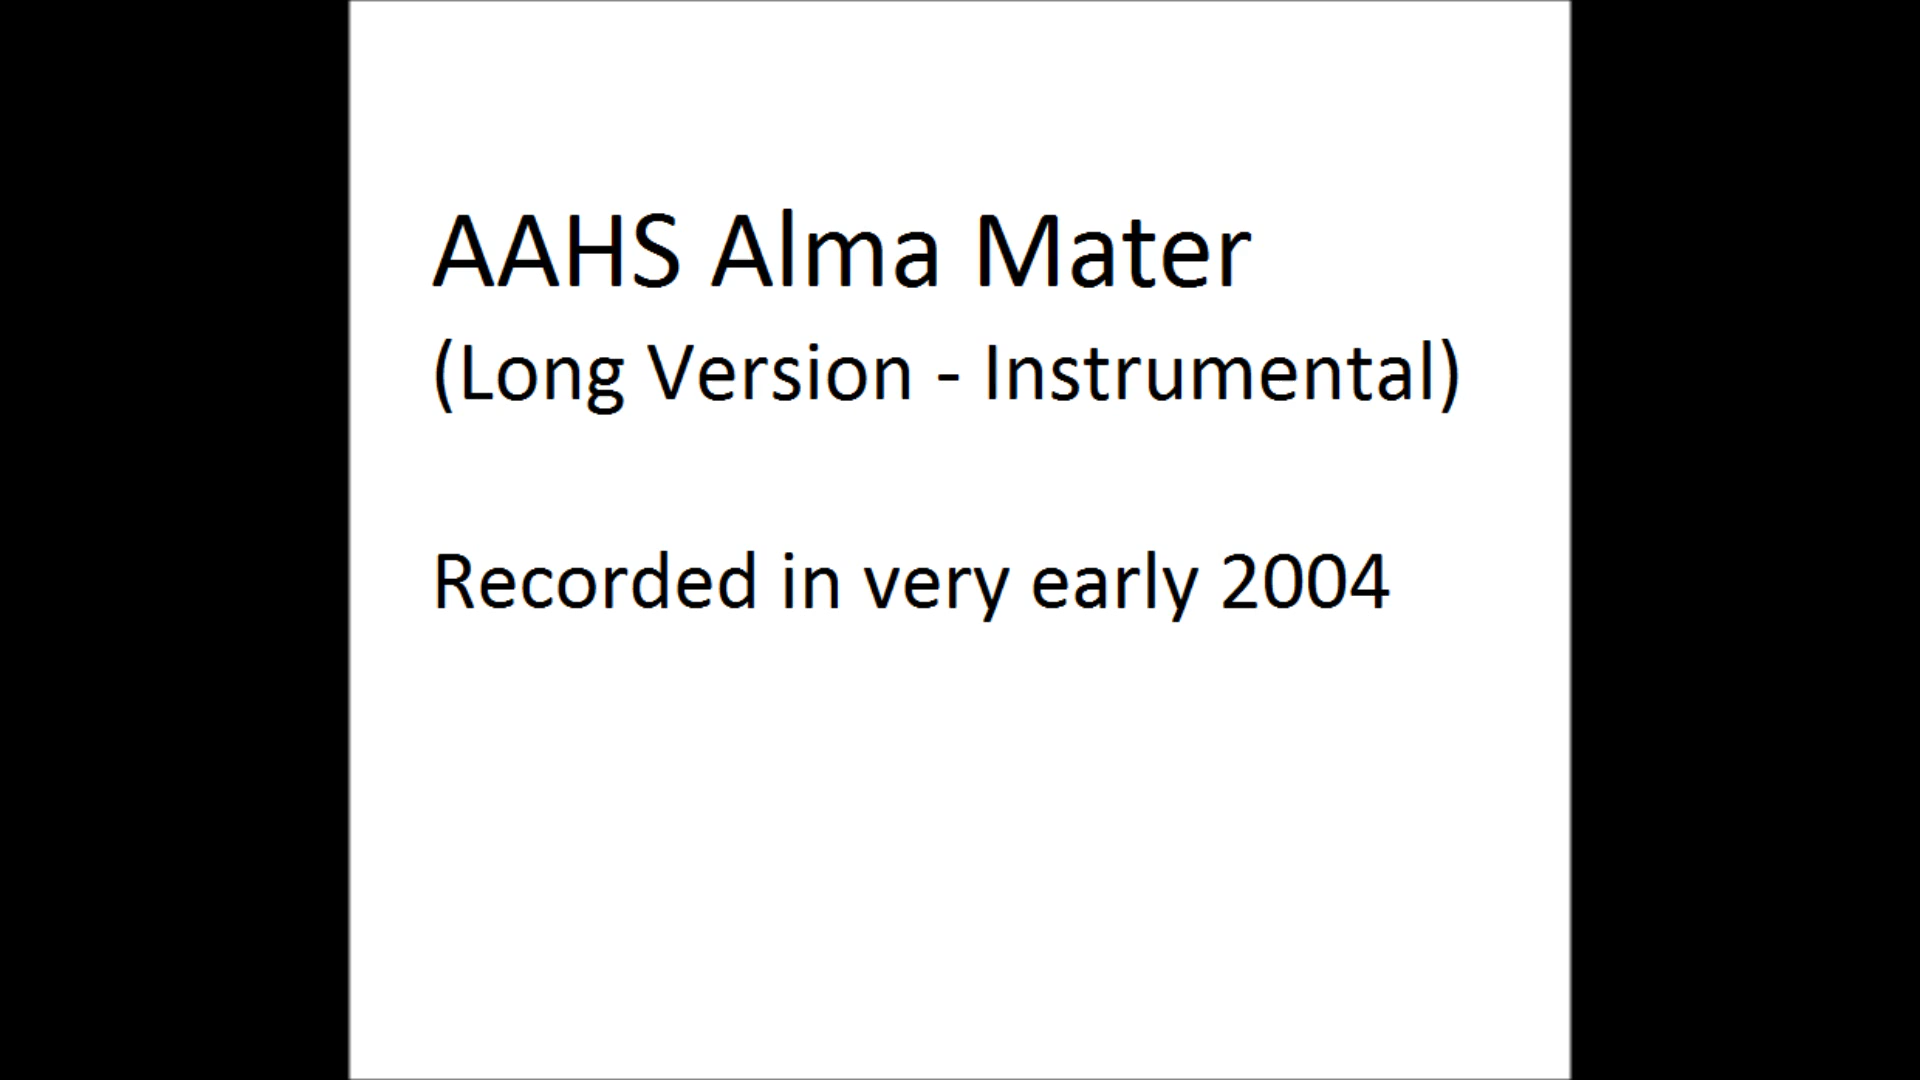 AAHS Alma Mater
(Long Version - Instrumental)
Recorded in very early 2004